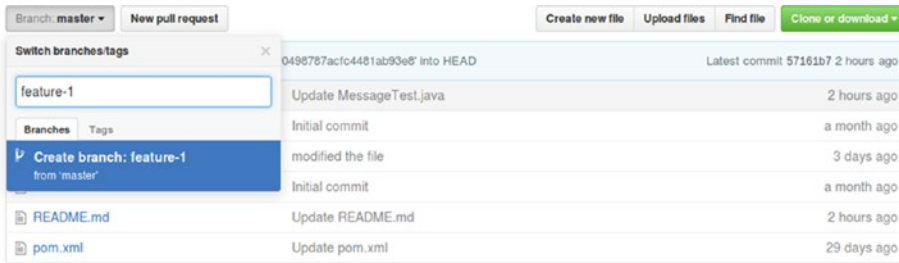 Branch: master
New pull request
Create new file
Upload files
Find file
Clone or download
Switch branches/tags
0498787acfc4481ab93e8' into HEAD
Latest commit 57161b7 2 hours ago
feature-1
Update MessageTest.java
2 hours ago
Branches
Tags
Initial commit
a month ago
Create branch: feature-1
from 'master'
modified the file
3 days ago
Initial commit
a month ago
README.md
Update README.md
2 hours ago
pom.xml
Update pom.xml
29 days ago